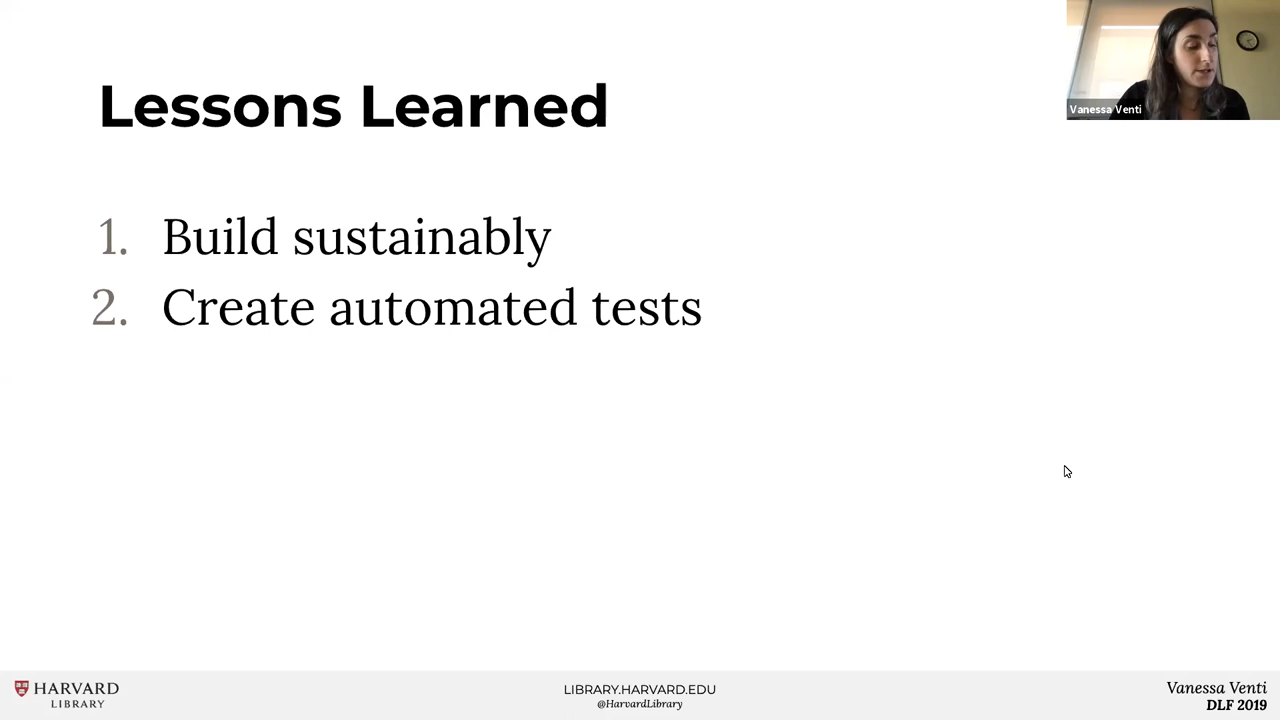 Vanessa Venti
Lessons Learned
1. Build sustainably
2. Create automated tests
HARVARD
LIBRARY
LIBRARY.HARVARD.EDU
@HarvardLibrary
Vanessa Venti
DLF 2019